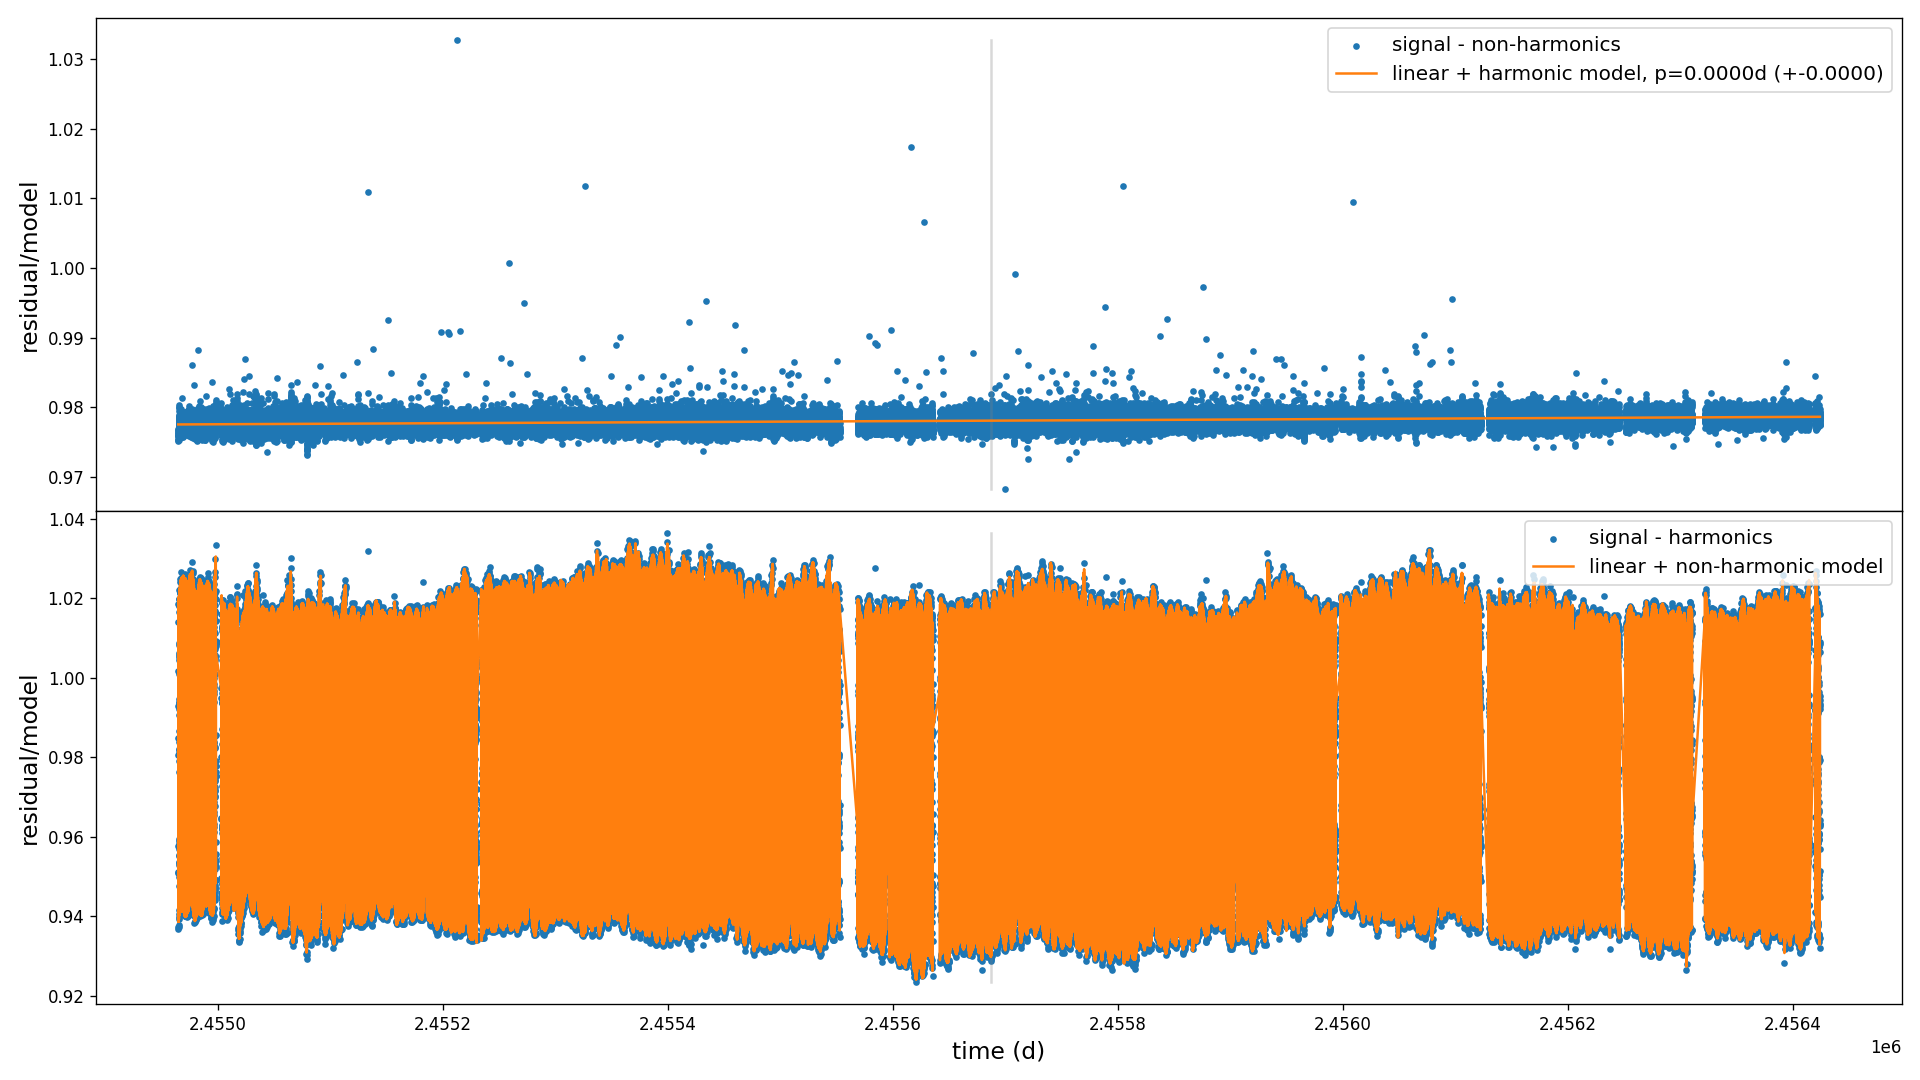 signal - non-harmonics
linear + harmonic model, p=0.0000d (+-0.0000)
residual/model
1.03
1.02
1.01
1.00
0.99
0.98
0.97
signal - harmonics
linear + non-harmonic model
residual/model
1.04
1.02
1.00
0.98
0.96
0.94
0.92
2.4550 2.4552 2.4554 2.4556 2.4558 2.4560 2.4562 2.4564
1e6
time (d)